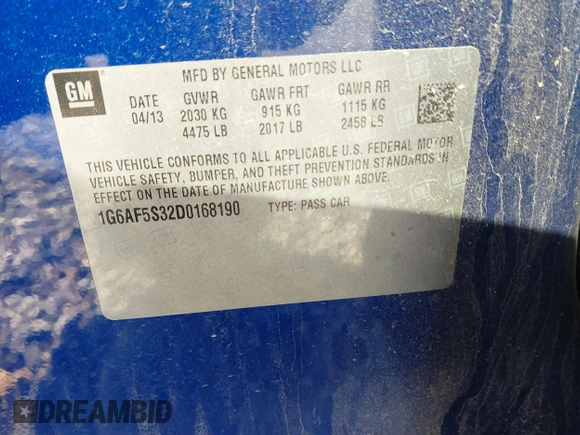 MFD BY GENERAL MOTORS LLC
GM
DATE GVWR GAWR FRT GAWR RR
04/13 2030 KG 915 KG 1115 KG
4475 LB 2017 LB 2458 LB
THIS VEHICLE CONFORMS TO ALL APPLICABLE U.S. FEDERAL MOTOR
VEHICLE SAFETY, BUMPER, AND THEFT PREVENTION STANDARDS IN
EFFECT ON THE DATE OF MANUFACTURE SHOWN ABOVE.
1G6AF5S32D0168190 TYPE: PASS CAR
DREAMBID